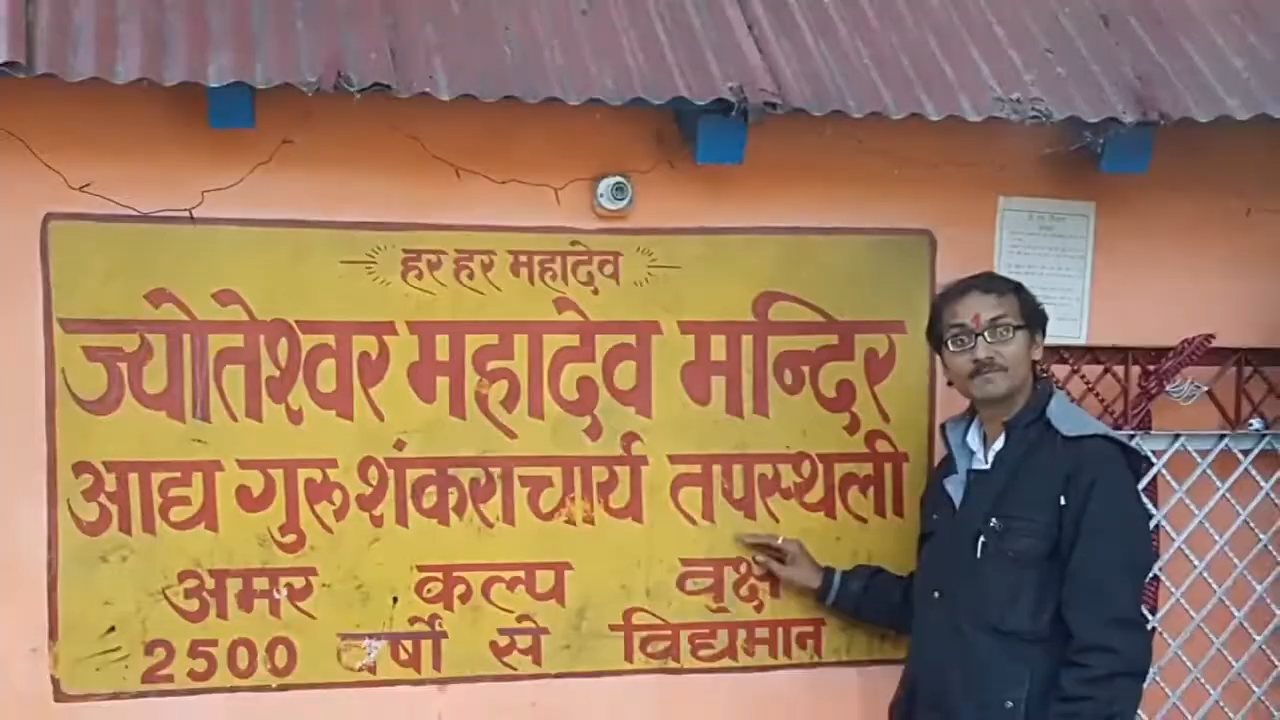 हर हर महादेव
ज्योतेश्वर महादेव मन्दिर
आद्य गुरू शंकराचार्य तपस्थली
अमर कल्प वृक्ष
2500 वर्षों से विद्यमान